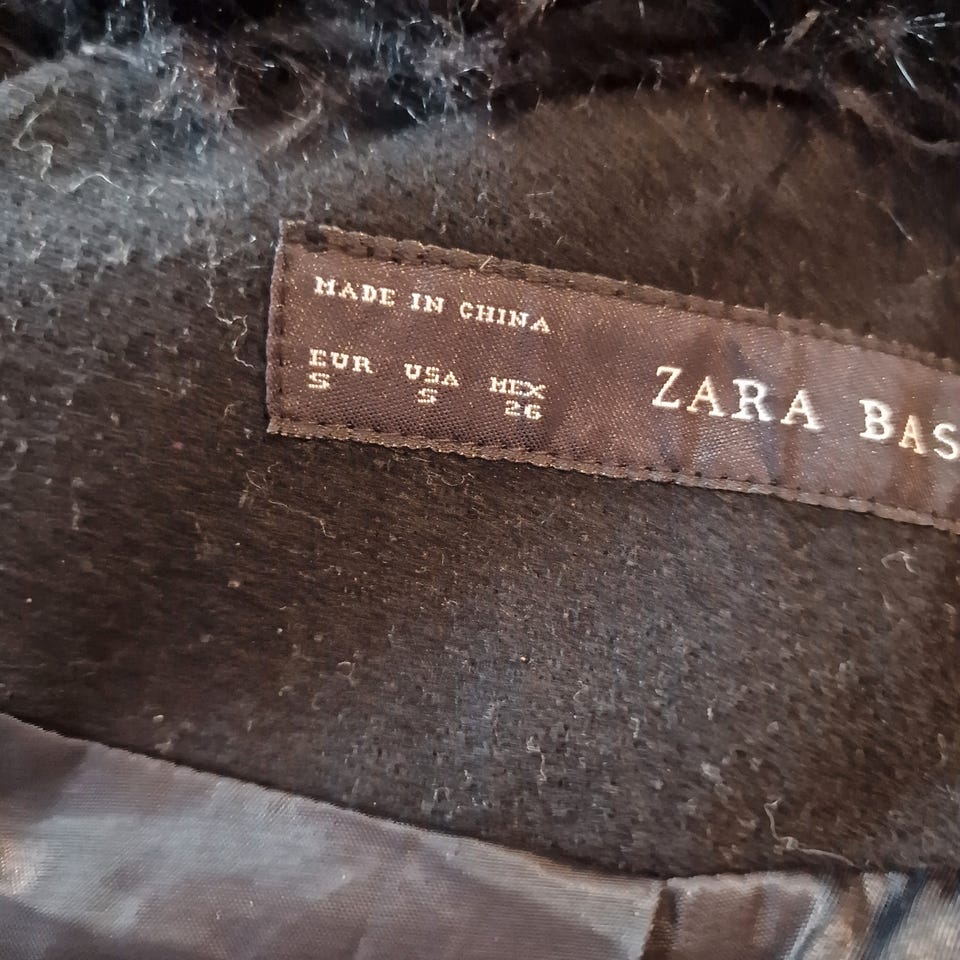 MADE IN CHINA
EUR USA MEX
S S 26
ZARA BAS